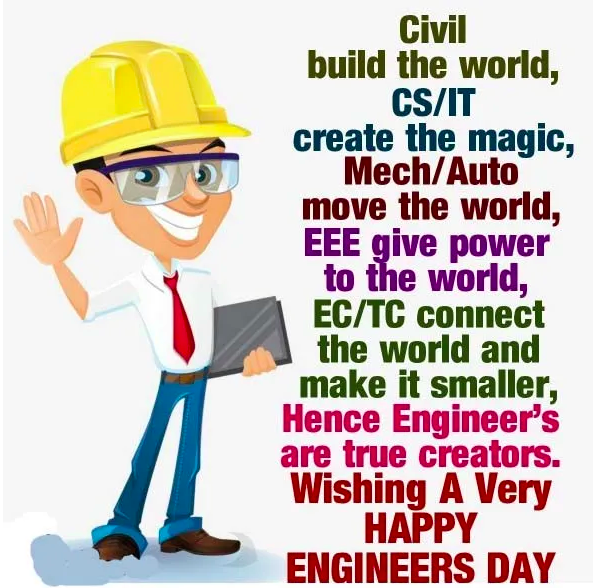 Civil
build the world,
CS/IT
create the magic,
Mech/Auto
move the world,
EEE give power
to the world,
EC/TC connect
the world and
make it smaller,
Hence Engineer's
are true creators.
Wishing A Very
HAPPY
ENGINEERS DAY